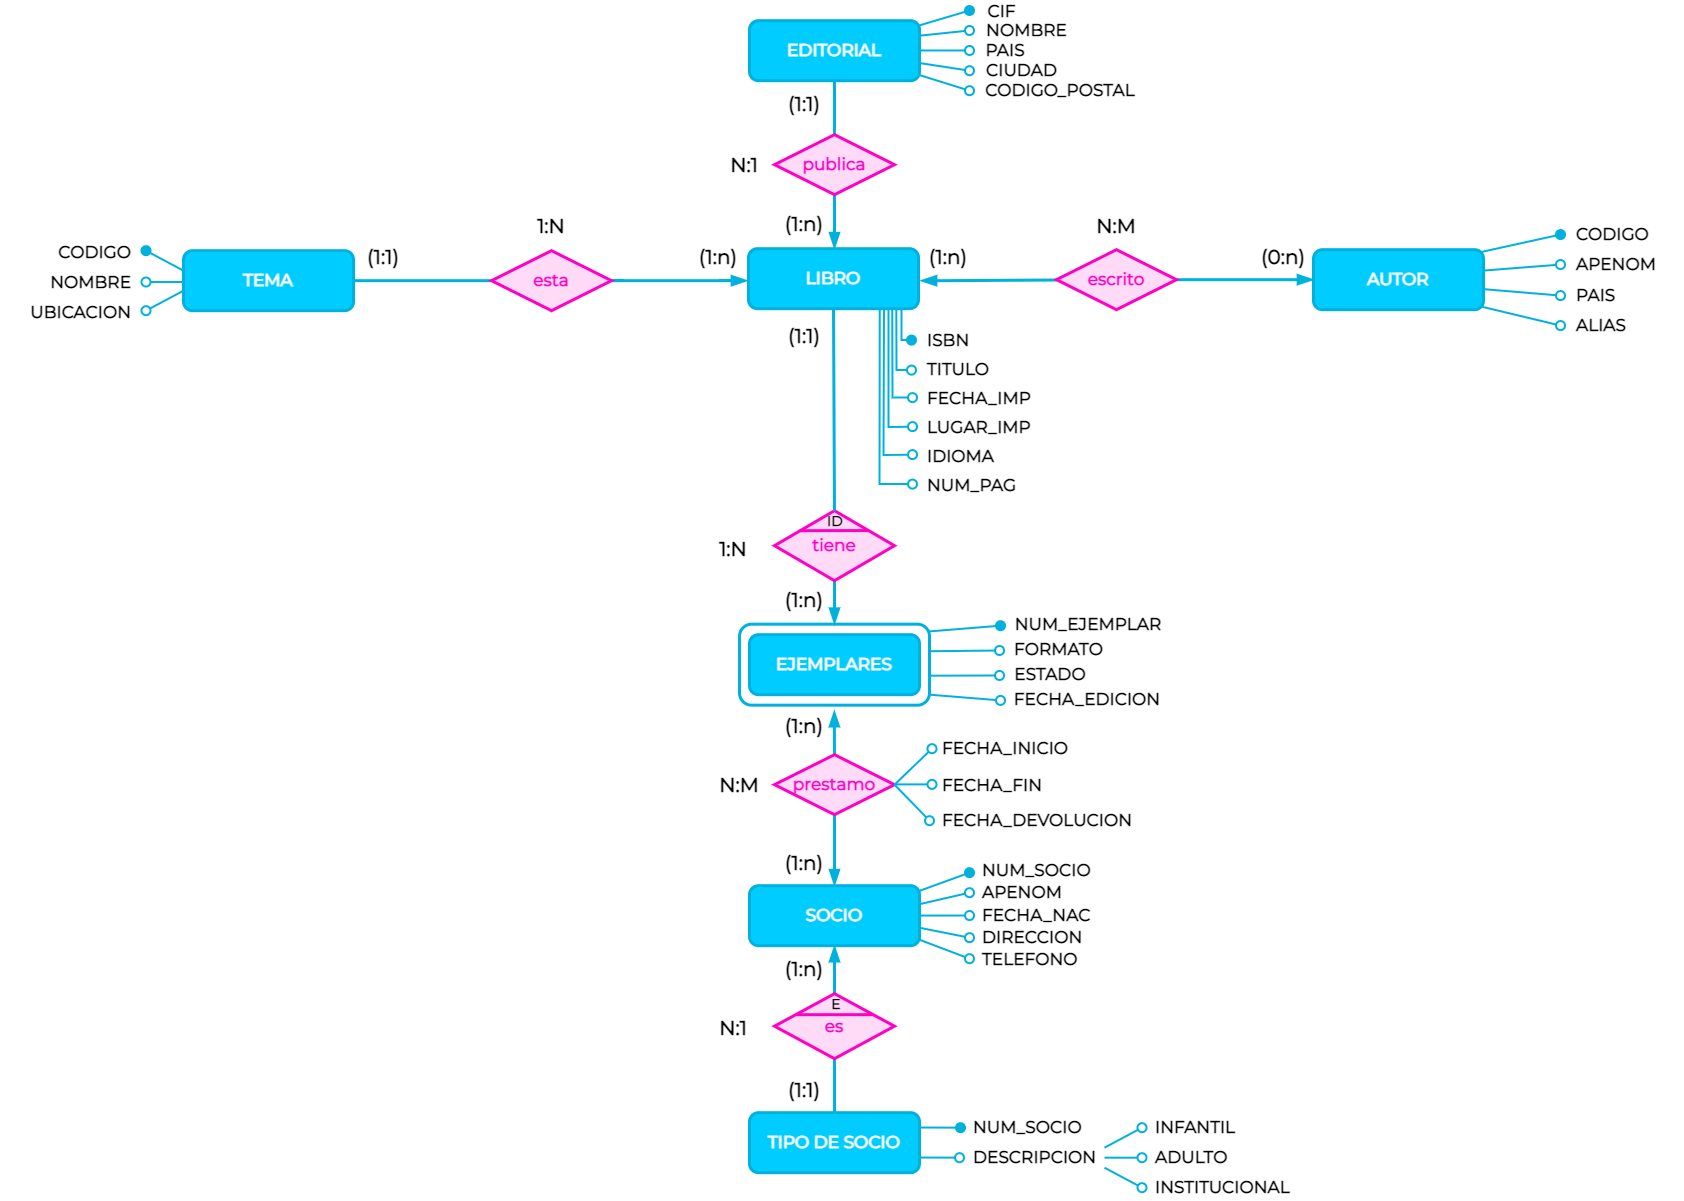 EDITORIAL
CIF
NOMBRE
PAIS
CIUDAD
CODIGO_POSTAL
(1:1)
N:1
publica
(1:n)
CODIGO
NOMBRE
UBICACION
TEMA
(1:1)
1:N
esta
(1:n)
LIBRO
(1:n)
N:M
escrito
(0:n)
AUTOR
CODIGO
APENOM
PAIS
ALIAS
(1:1)
ISBN
TITULO
FECHA_IMP
LUGAR_IMP
IDIOMA
NUM_PAG
ID
1:N
tiene
(1:n)
EJEMPLARES
NUM_EJEMPLAR
FORMATO
ESTADO
FECHA_EDICION
(1:n)
N:M
prestamo
FECHA_INICIO
FECHA_FIN
FECHA_DEVOLUCION
(1:n)
SOCIO
NUM_SOCIO
APENOM
FECHA_NAC
DIRECCION
TELEFONO
(1:n)
E
N:1
es
(1:1)
TIPO DE SOCIO
NUM_SOCIO
DESCRIPCION
INFANTIL
ADULTO
INSTITUCIONAL